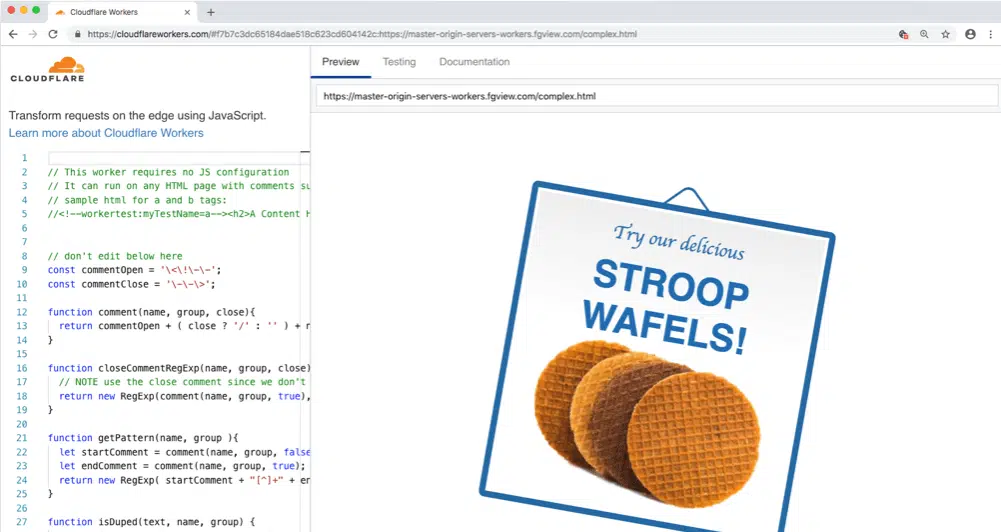 Cloudflare Workers
https://cloudflareworkers.com/#f7b7c3dc65184dae518c623cd604142c:https://master-origin-servers-workers.fgview.com/complex.html
CLOUDFLARE
Transform requests on the edge using JavaScript.
Learn more about Cloudflare Workers
1
2 // This worker requires no JS configuration
3 // It can run on any HTML page with comments su
4 // sample html for a and b tags:
5 //<!--workertest:myTestName=a--><h2>A Content h
6
7
8 // don't edit below here
9 const commentOpen = '\<\!\-\-';
10 const commentClose = '\-\-\>';
11
12 function comment(name, group, close){
13 return commentOpen + ( close ? '/' : '' ) + n
14 }
15
16 function closeCommentRegExp(name, group, close)
17 // NOTE use the close comment since we don't
18 return new RegExp(comment(name, group, true),
19 }
20
21 function getPattern(name, group ){
22 let startComment = comment(name, group, false
23 let endComment = comment(name, group, true);
24 return new RegExp( startComment + "[^]+" + en
25 }
26
27 function isDuped(text, name, group) {
Preview Testing Documentation
https://master-origin-servers-workers.fgview.com/complex.html
Try our delicious
STROOP
WAFELS!